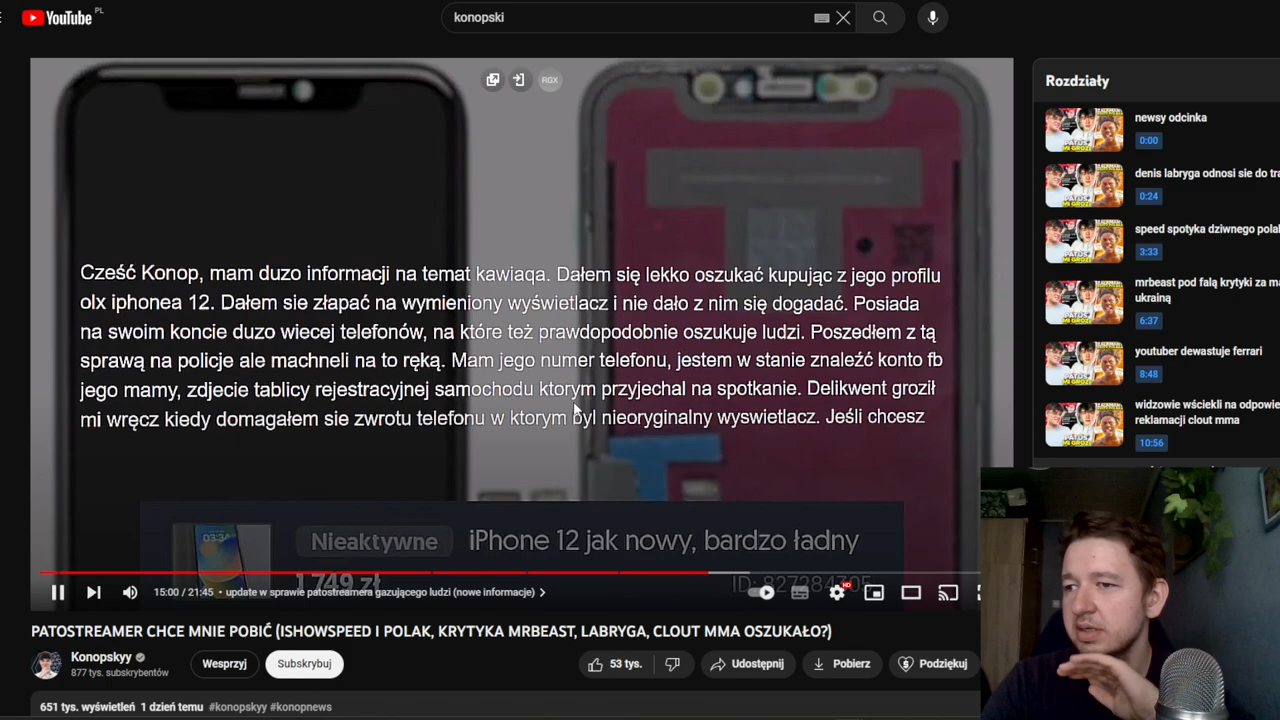 YouTube PL
konopski
RGX
Cześć Konop, mam duzo informacji na temat kawiaqa. Dałem się lekko oszukać kupując z jego profilu
olx iphonea 12. Dałem sie złapać na wymieniony wyświetlacz i nie dało z nim się dogadać. Posiada
na swoim koncie duzo wiecej telefonów, na które też prawdopodobnie oszukuje ludzi. Poszedłem z tą
sprawą na policje ale machneli na to ręką. Mam jego numer telefonu, jestem w stanie znaleźć konto fb
jego mamy, zdjecie tablicy rejestracyjnej samochodu ktorym przyjechal na spotkanie. Delikwent groził
mi wręcz kiedy domagałem sie zwrotu telefonu w ktorym byl nieoryginalny wyswietlacz. Jeśli chcesz
03:34
Nieaktywne
iPhone 12 jak nowy, bardzo ładny
1 749 zł
ID: 827284705
15:00 / 21:45 • update w sprawie patostreamera gazującego ludzi (nowe informacje)
HD
PATOSTREAMER CHCE MNIE POBIĆ (ISHOWSPEED I POLAK, KRYTYKA MRBEAST, LABRYGA, CLOUT MMA OSZUKAŁO?)
Konopskyy
877 tys. subskrybentów
Wesprzyj
Subskrybuj
53 tys.
Udostępnij
Pobierz
Podziękuj
651 tys. wyświetleń 1 dzień temu #konopskyy #konopnews
Rozdziały
newsy odcinka
0:00
denis labryga odnosi sie do
0:24
speed spotyka dziwnego
3:33
mrbeast pod falą krytyki za
ukrainą
6:37
youtuber dewastuje ferrari
8:48
widzowie wściekli na
reklamacji clout mma
10:56